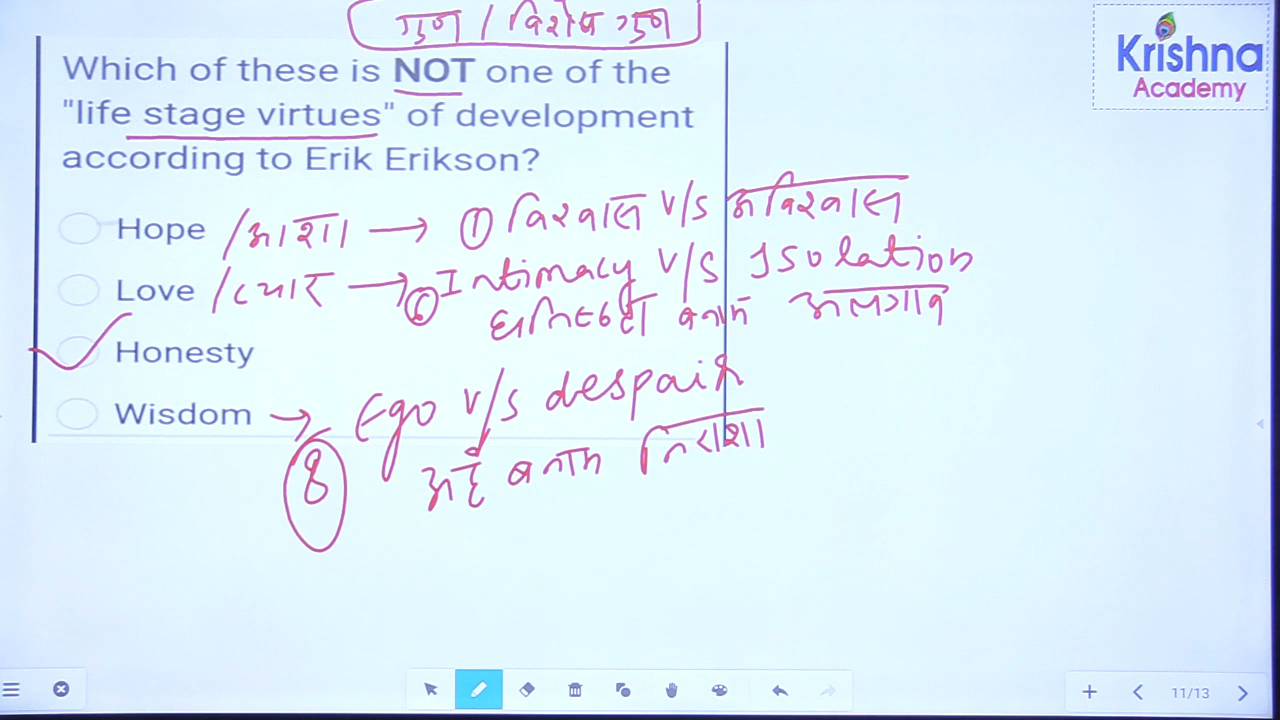 गुण / विशेष गुण
Krishna
Academy
Which of these is NOT one of the
"life stage virtues" of development
according to Erik Erikson?
Hope / आशा → ① विश्वास v/s अविश्वास
Love / प्यार → ⑥ Intimacy v/s Isolation
घनिष्ठता बनाम अलगाव
Honesty
Wisdom → Ego v/s despair
8 अहं बनाम निराशा
11/13